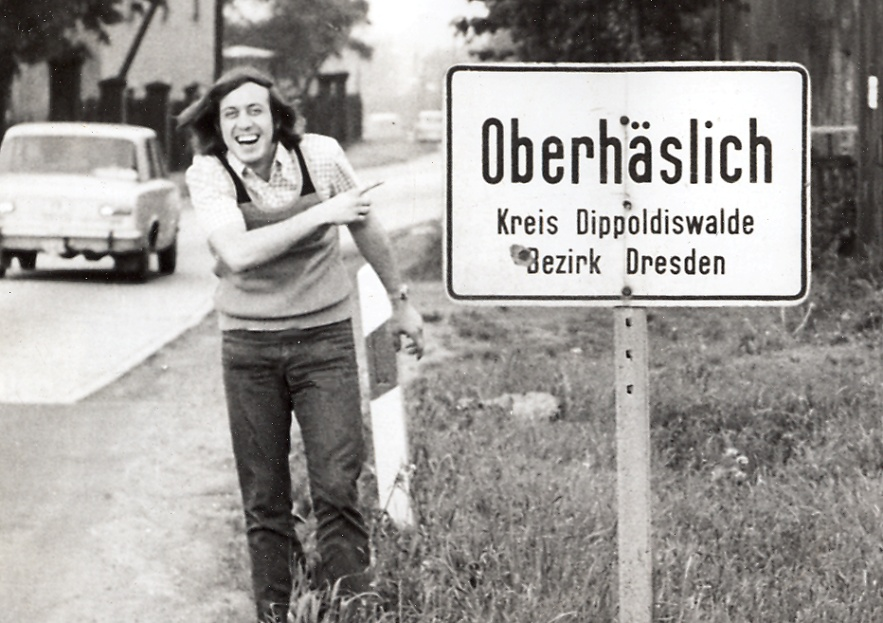 Oberhäslich
Kreis Dippoldiswalde
Bezirk Dresden